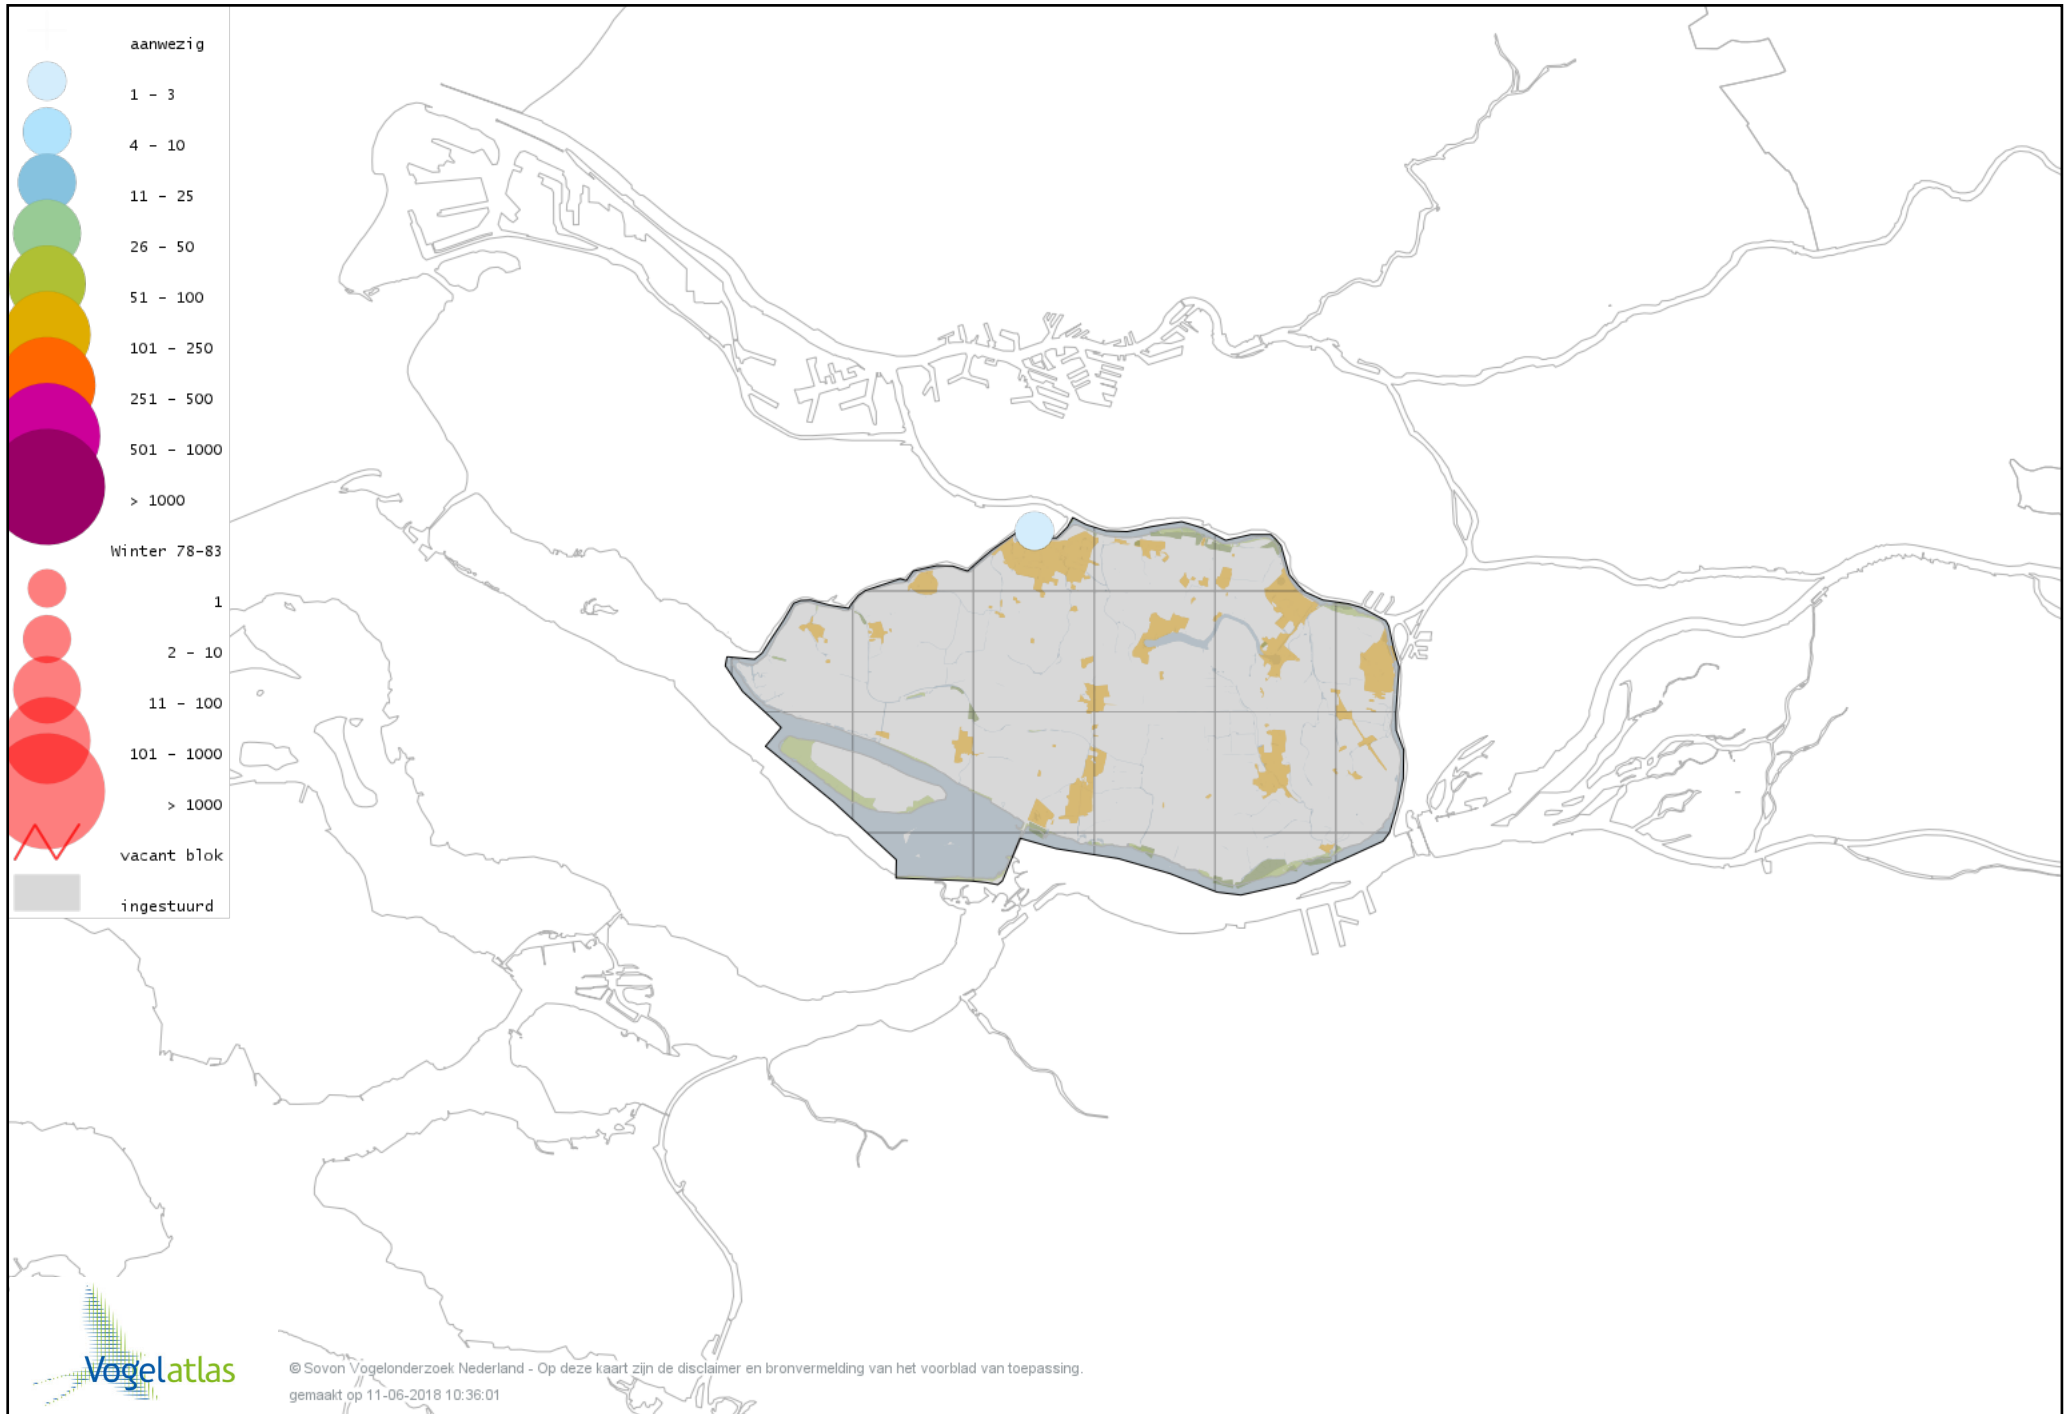 aanwezig
1 - 3
4 - 10
11 - 25
26 - 50
51 - 100
101 - 250
251 - 500
501 - 1000
> 1000
Winter 78-83
1
2 - 10
11 - 100
101 - 1000
> 1000
vacant blok
ingestuurd
Vogelatlas
© Sovon Vogelonderzoek Nederland - Op deze kaart zijn de disclaimer en bronvermelding van het voorblad van toepassing.
gemaakt op 11-06-2018 10:36:01